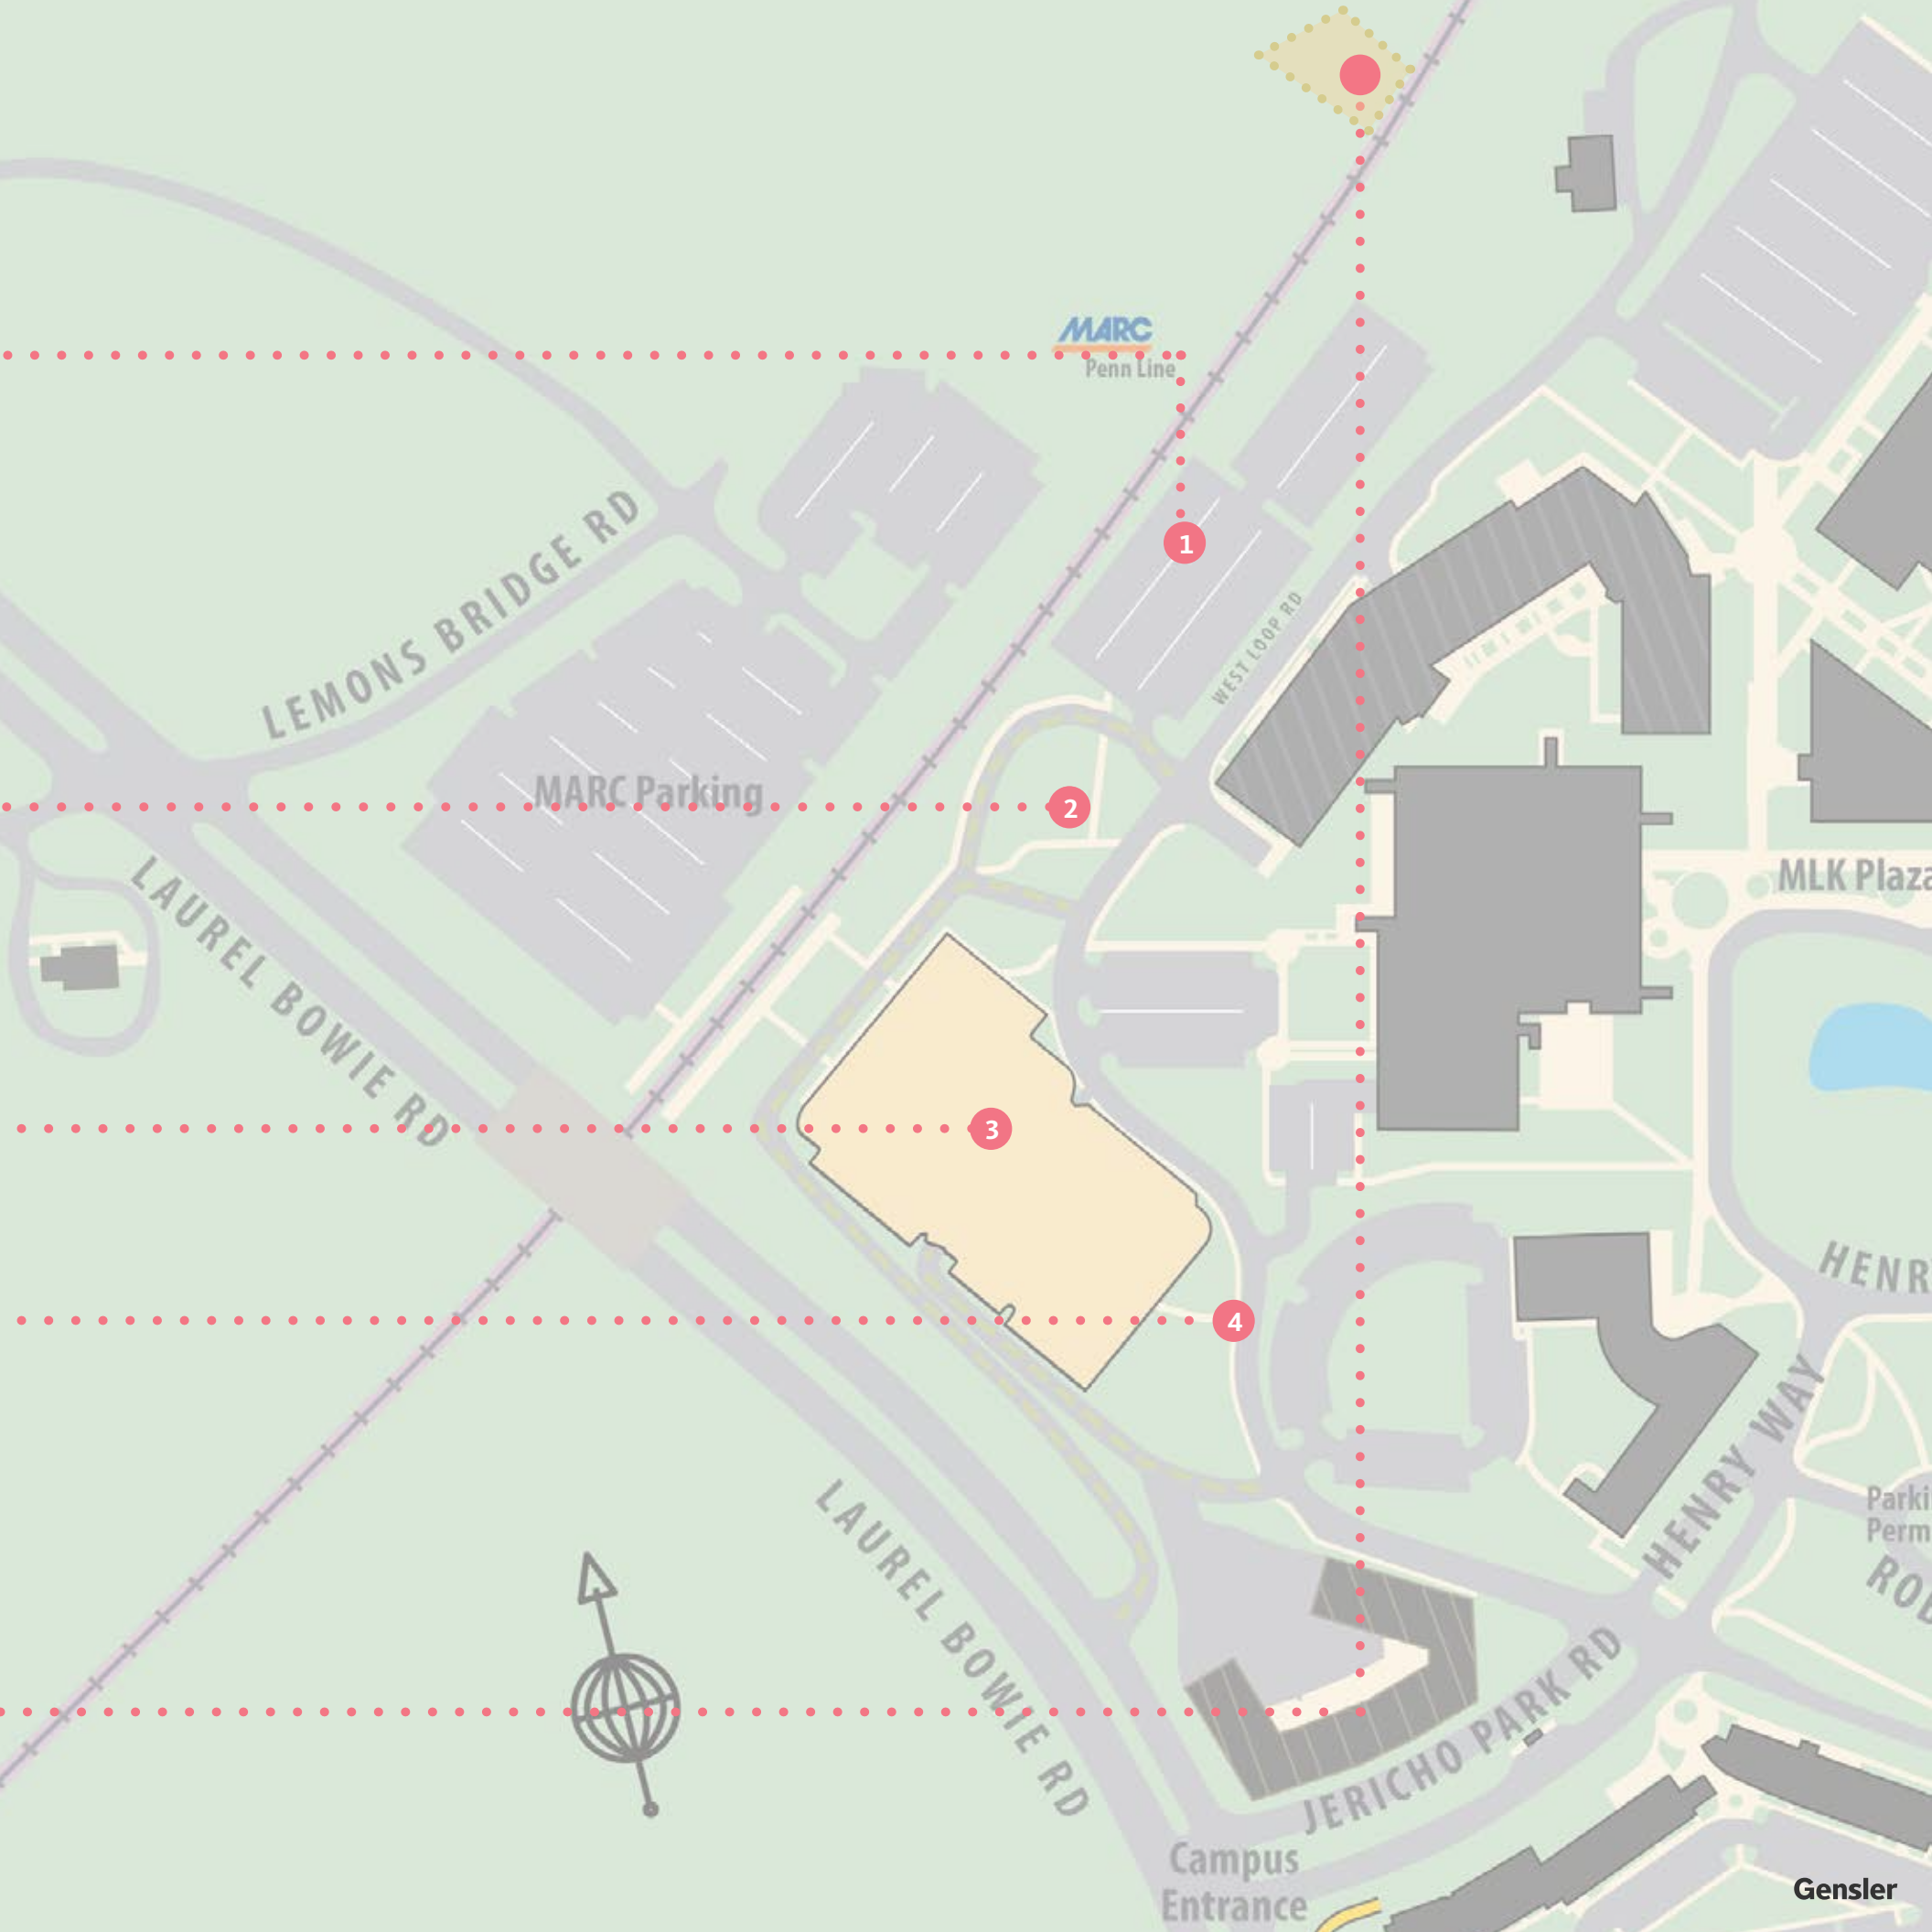 MARC
Penn Line
1
LEMONS BRIDGE RD
WEST LOOP RD
MARC Parking
2
MLK Plaza
LAUREL BOWIE RD
3
4
HENRY WAY
LAUREL BOWIE RD
JERICHO PARK RD
Campus
Entrance
Gensler